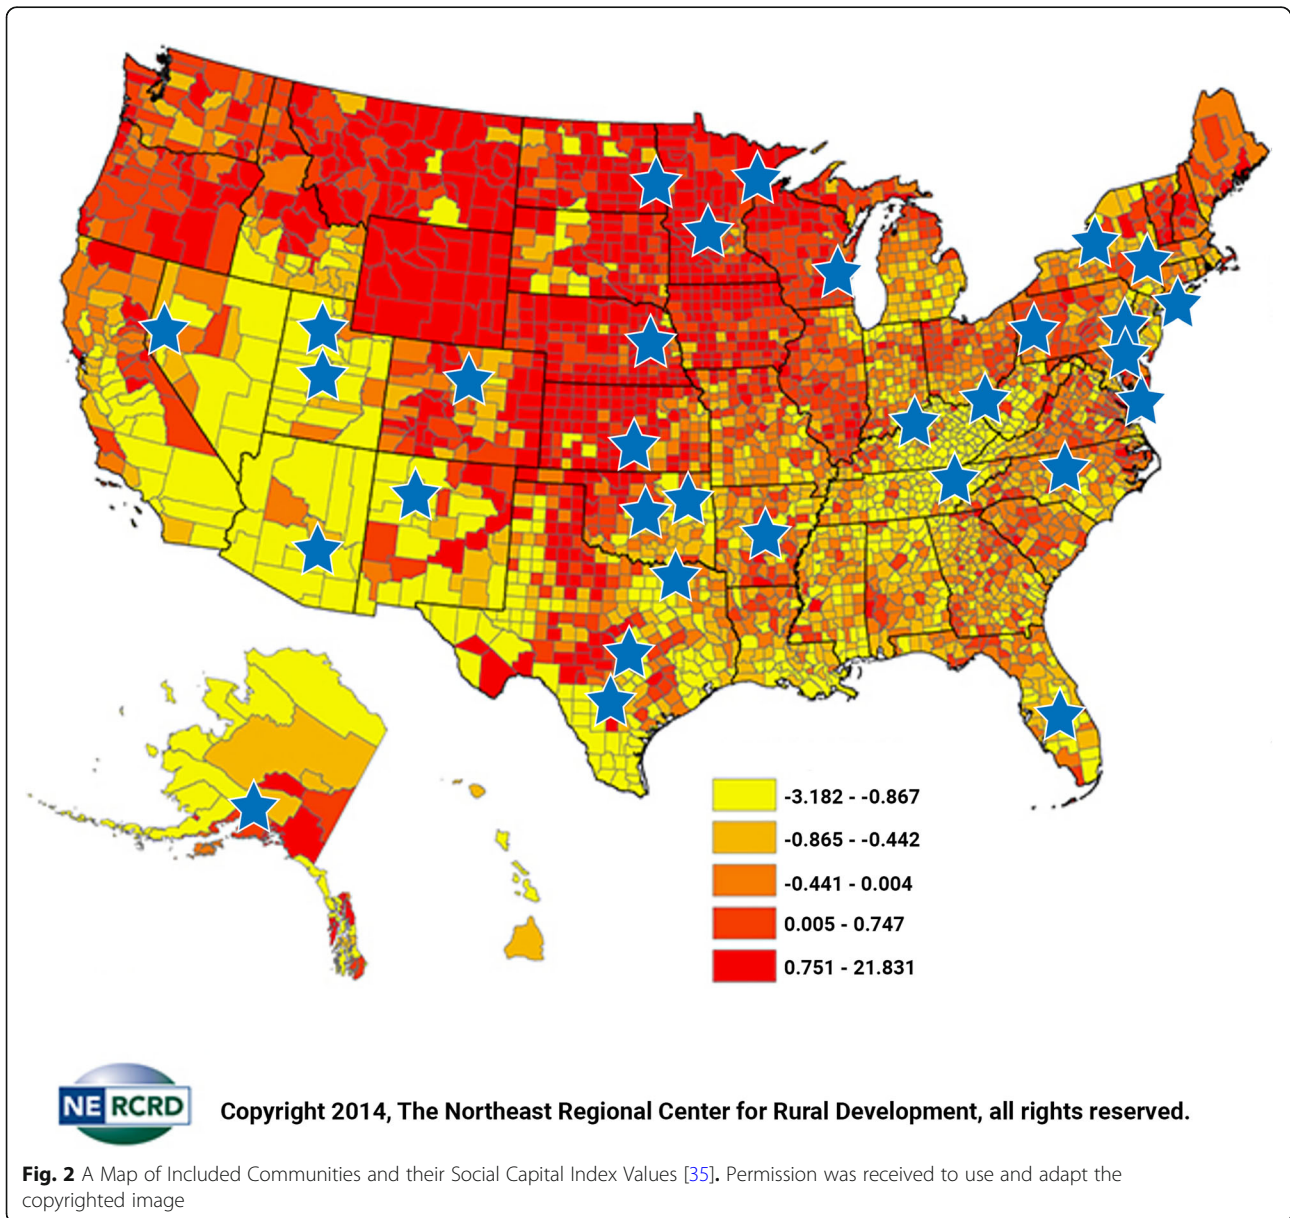 -3.182 - -0.867
-0.865 - -0.442
-0.441 - 0.004
0.005 - 0.747
0.751 - 21.831
NE RCRD
Copyright 2014, The Northeast Regional Center for Rural Development, all rights reserved.
Fig. 2 A Map of Included Communities and their Social Capital Index Values [35]. Permission was received to use and adapt the
copyrighted image